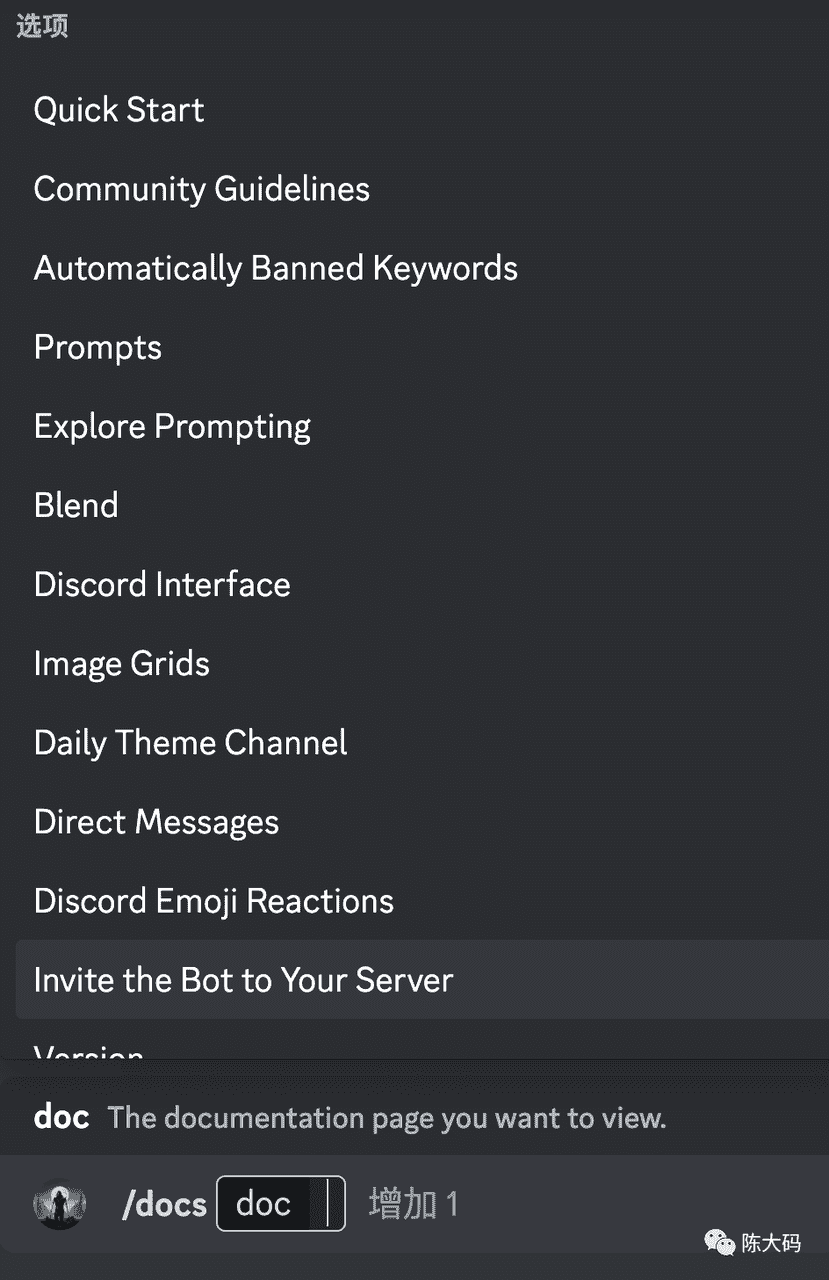 选项
Quick Start
Community Guidelines
Automatically Banned Keywords
Prompts
Explore Prompting
Blend
Discord Interface
Image Grids
Daily Theme Channel
Direct Messages
Discord Emoji Reactions
Invite the Bot to Your Server
Version
doc The documentation page you want to view.
/docs doc 增加 1
陈大码